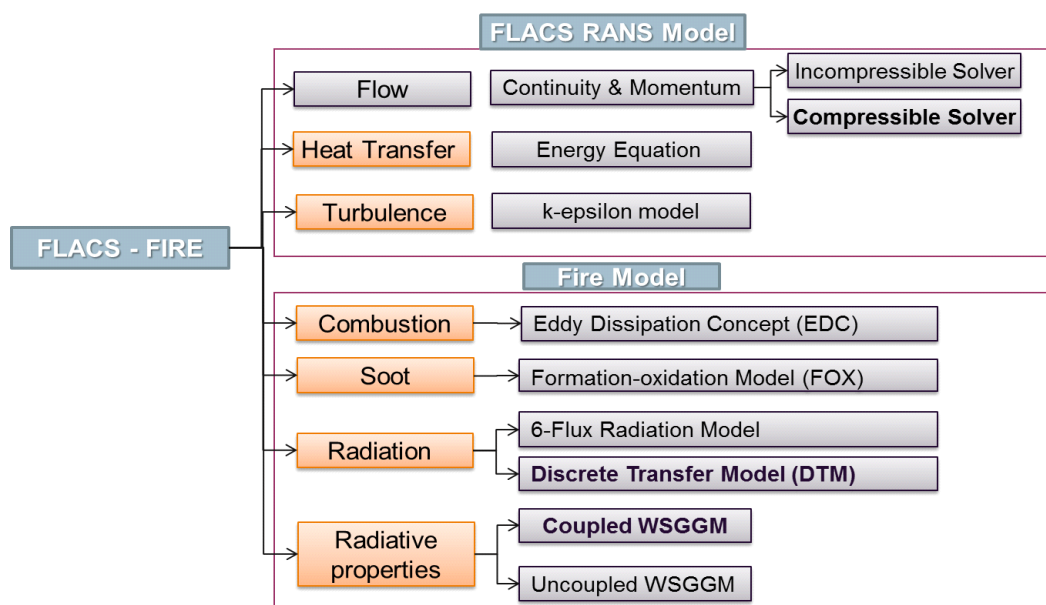 FLACS RANS Model
Flow
Continuity & Momentum
Incompressible Solver
Compressible Solver
Heat Transfer
Energy Equation
Turbulence
k-epsilon model
FLACS - FIRE
Fire Model
Combustion
Eddy Dissipation Concept (EDC)
Soot
Formation-oxidation Model (FOX)
Radiation
6-Flux Radiation Model
Discrete Transfer Model (DTM)
Radiative
properties
Coupled WSGGM
Uncoupled WSGGM